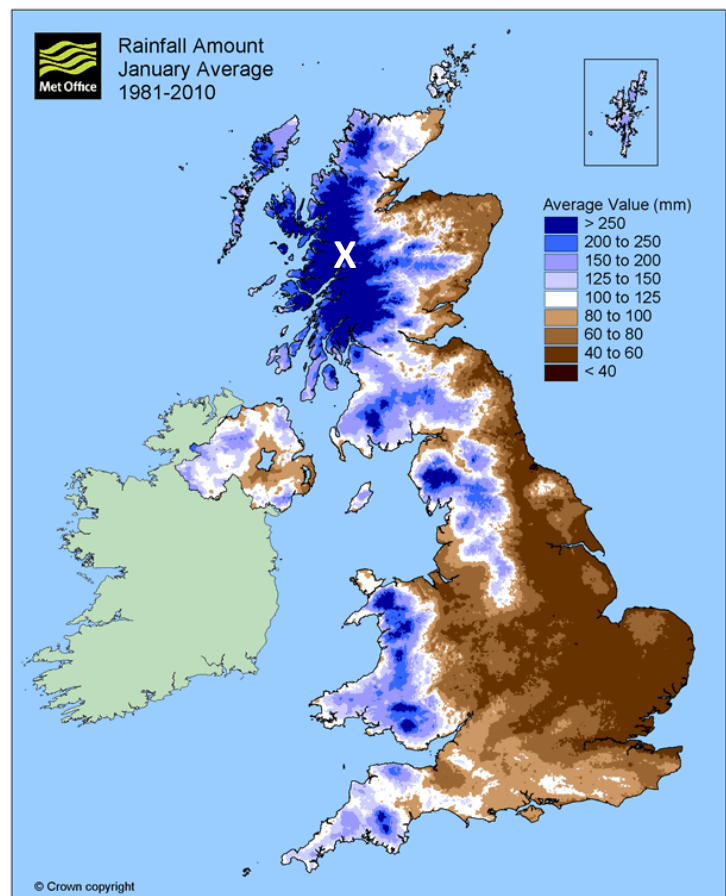 Met Office
Rainfall Amount
January Average
1981-2010
X
Average Value (mm)
> 250
200 to 250
150 to 200
125 to 150
100 to 125
80 to 100
60 to 80
40 to 60
< 40
© Crown copyright